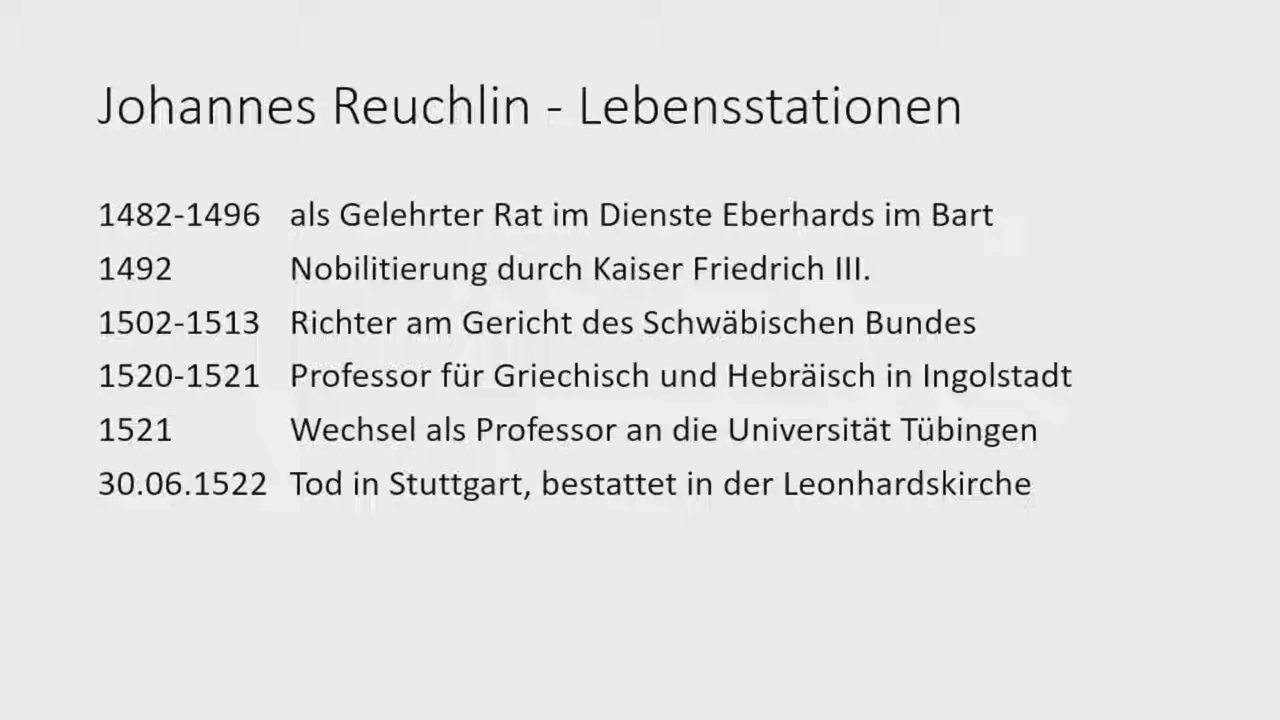 Johannes Reuchlin - Lebensstationen
1482-1496 als Gelehrter Rat im Dienste Eberhards im Bart
1492 Nobilitierung durch Kaiser Friedrich III.
1502-1513 Richter am Gericht des Schwäbischen Bundes
1520-1521 Professor für Griechisch und Hebräisch in Ingolstadt
1521 Wechsel als Professor an die Universität Tübingen
30.06.1522 Tod in Stuttgart, bestattet in der Leonhardskirche